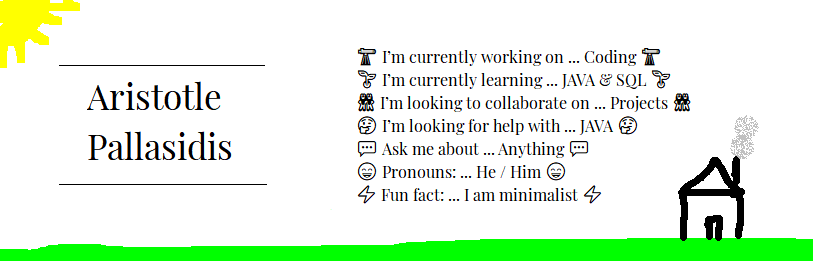 Aristotle
Pallasidis
I'm currently working on ... Coding
I'm currently learning ... JAVA & SQL
I'm looking to collaborate on ... Projects
I'm looking for help with ... JAVA
Ask me about ... Anything
Pronouns: ... He / Him
Fun fact: ... I am minimalist